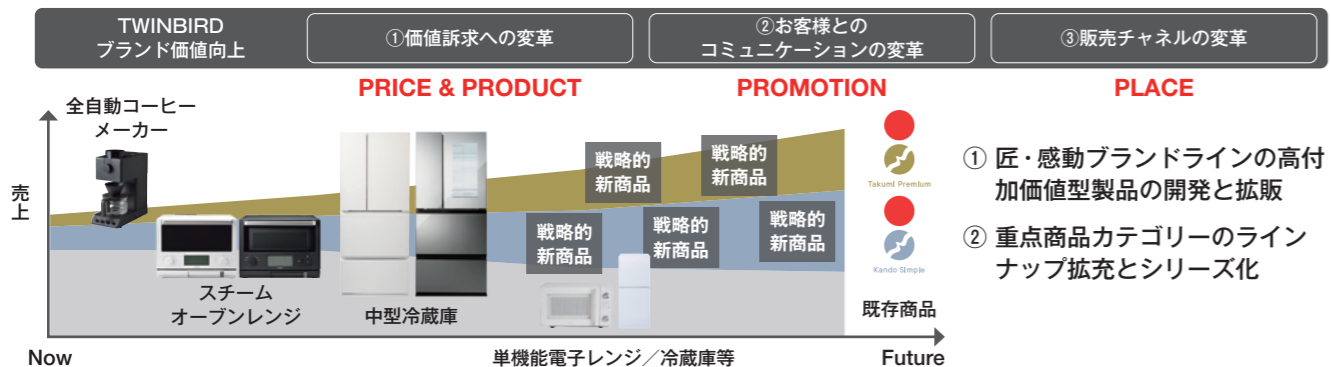 TWINBIRD
ブランド価値向上
①価値訴求への変革
②お客様との
コミュニケーションの変革
③販売チャネルの変革
PRICE & PRODUCT
PROMOTION
PLACE
全自動コーヒー
メーカー
売上
スチーム
オーブンレンジ
中型冷蔵庫
戦略的
新商品
戦略的
新商品
戦略的
新商品
戦略的
新商品
戦略的
新商品
単機能電子レンジ／冷蔵庫等
Takumi Premium
Kando Simple
既存商品
Now
Future
① 匠・感動ブランドラインの高付
加価値型製品の開発と拡販
② 重点商品カテゴリーのライン
ナップ拡充とシリーズ化